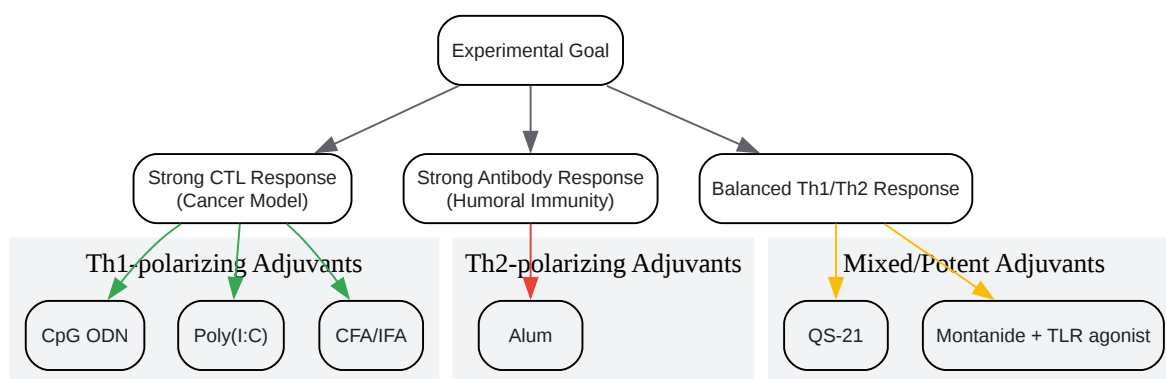 Experimental Goal
Strong CTL Response
(Cancer Model)
Strong Antibody Response
(Humoral Immunity)
Balanced Th1/Th2 Response
Th1-polarizing Adjuvants
Th2-polarizing Adjuvants
Mixed/Potent Adjuvants
CpG ODN
Poly(I:C)
CFA/IFA
Alum
QS-21
Montanide + TLR agonist